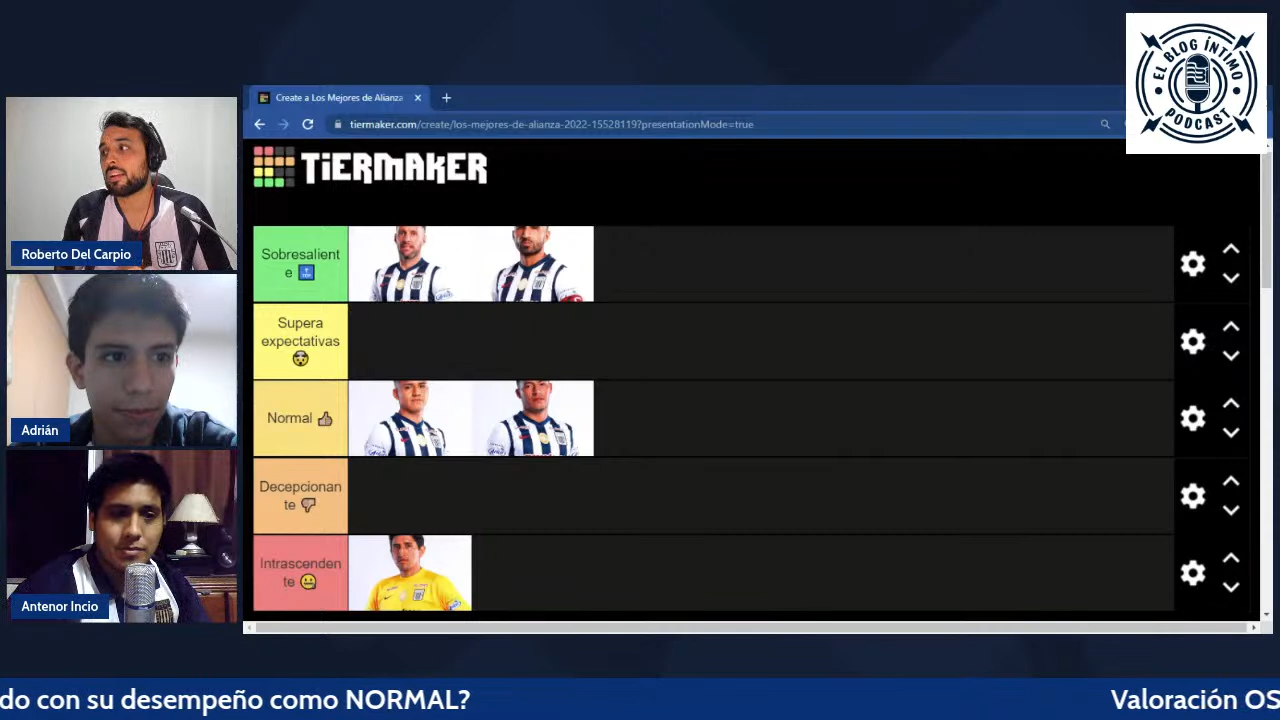 EL BLOG ÍNTIMO
PODCAST
Create a Los Mejores de Alianza
tiermaker.com/create/los-mejores-de-alianza-2022-15528119?presentationMode=true
TiERMAKER
Roberto Del Carpio
Adrián
Antenor Incio
Sobresalient
e
TOP
Supera
expectativas
Normal
Decepcionan
te
Intrascenden
te
do con su desempeño como NORMAL?
Valoración OS